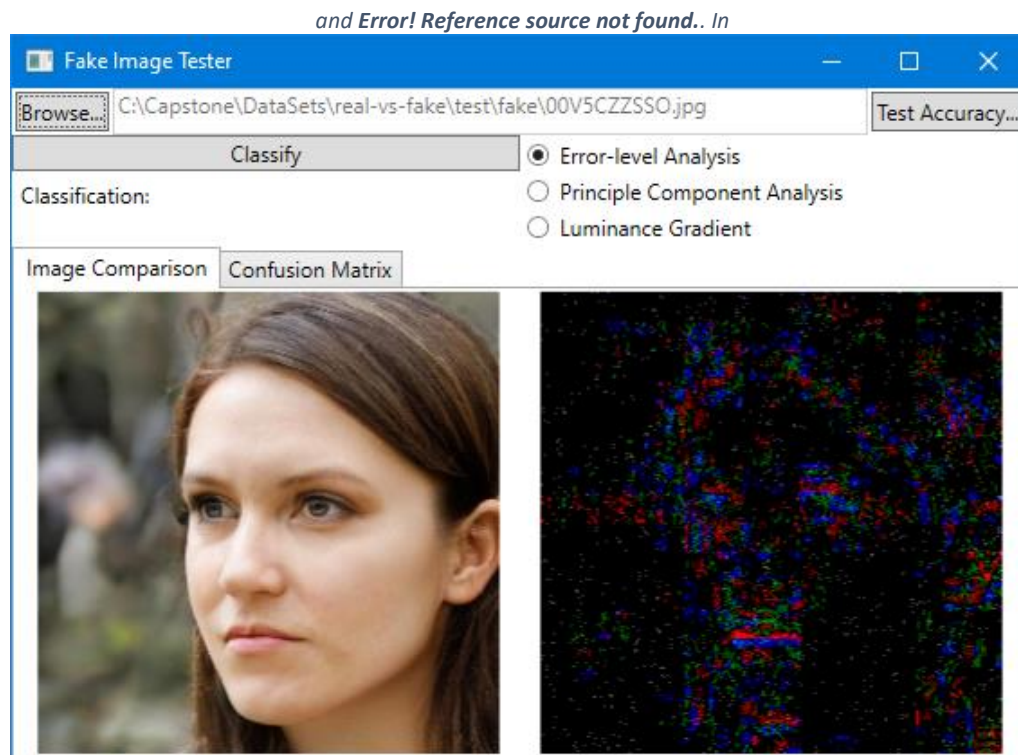 and Error! Reference source not found.. In
Fake Image Tester
Browse... C:\Capstone\DataSets\real-vs-fake\test\fake\00V5CZZSSO.jpg Test Accuracy...
Classify
Error-level Analysis
Classification:
Principle Component Analysis
Luminance Gradient
Image Comparison Confusion Matrix